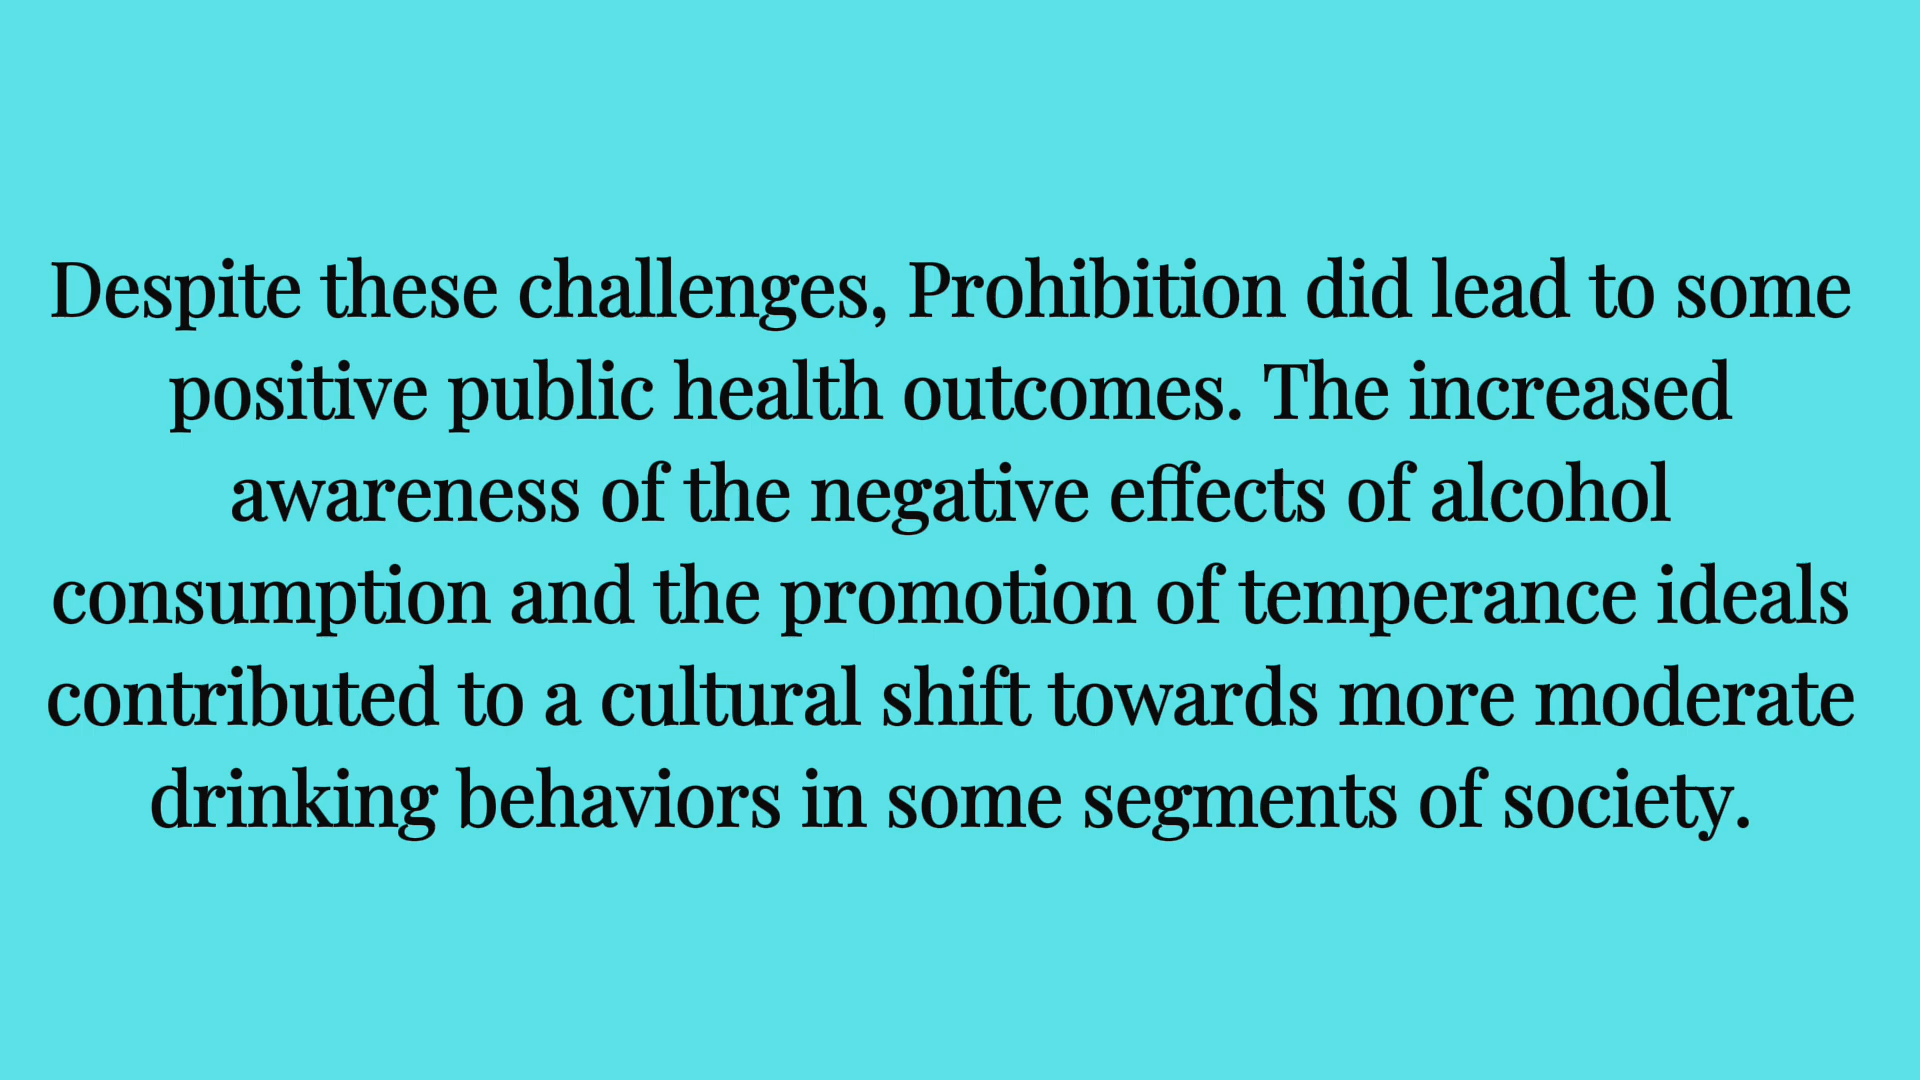 Despite these challenges, Prohibition did lead to some
positive public health outcomes. The increased
awareness of the negative effects of alcohol
consumption and the promotion of temperance ideals
contributed to a cultural shift towards more moderate
drinking behaviors in some segments of society.